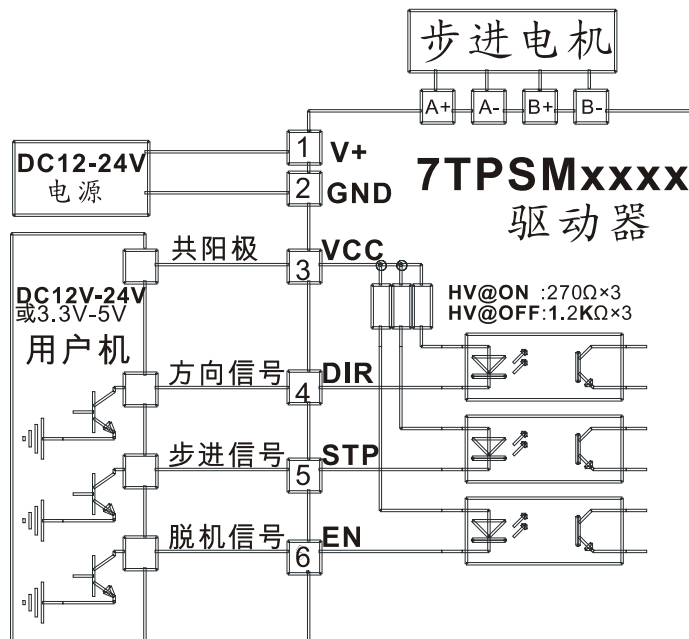 步进电机
A+ A- B+ B-
1 V+
DC12-24V
电源
2 GND
7TPSMxxxx
驱动器
共阳极 3 VCC
DC12V-24V
或3.3V-5V
用户机
HV@ON :270Ω×3
HV@OFF:1.2KΩ×3
方向信号 4 DIR
步进信号 5 STP
脱机信号 6 EN